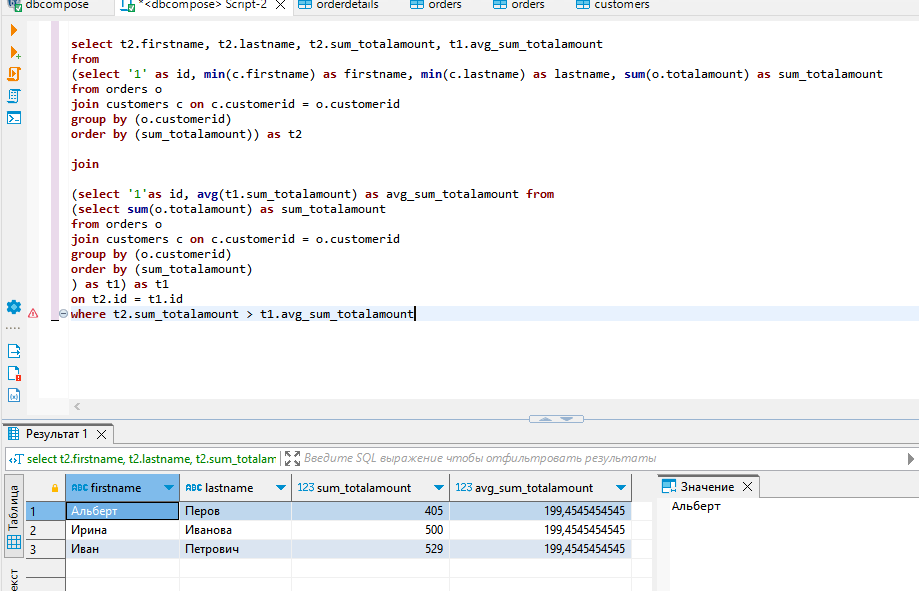 dbcompose
*<dbcompose> Script-2
orderdetails
orders
orders
customers
select t2.firstname, t2.lastname, t2.sum_totalamount, t1.avg_sum_totalamount
from
(select '1' as id, min(c.firstname) as firstname, min(c.lastname) as lastname, sum(o.totalamount) as sum_totalamount
from orders o
join customers c on c.customerid = o.customerid
group by (o.customerid)
order by (sum_totalamount)) as t2
join
(select '1'as id, avg(t1.sum_totalamount) as avg_sum_totalamount from
(select sum(o.totalamount) as sum_totalamount
from orders o
join customers c on c.customerid = o.customerid
group by (o.customerid)
order by (sum_totalamount)
) as t1) as t1
on t2.id = t1.id
where t2.sum_totalamount > t1.avg_sum_totalamount
Результат 1
select t2.firstname, t2.lastname, t2.sum_totalam
Введите SQL выражение чтобы отфильтровать результаты
Таблица
екст
ABC firstname ABC lastname 123 sum_totalamount 123 avg_sum_totalamount
1 Альберт Перов 405 199,4545454545
2 Ирина Иванова 500 199,4545454545
3 Иван Петрович 529 199,4545454545
Значение
Альберт